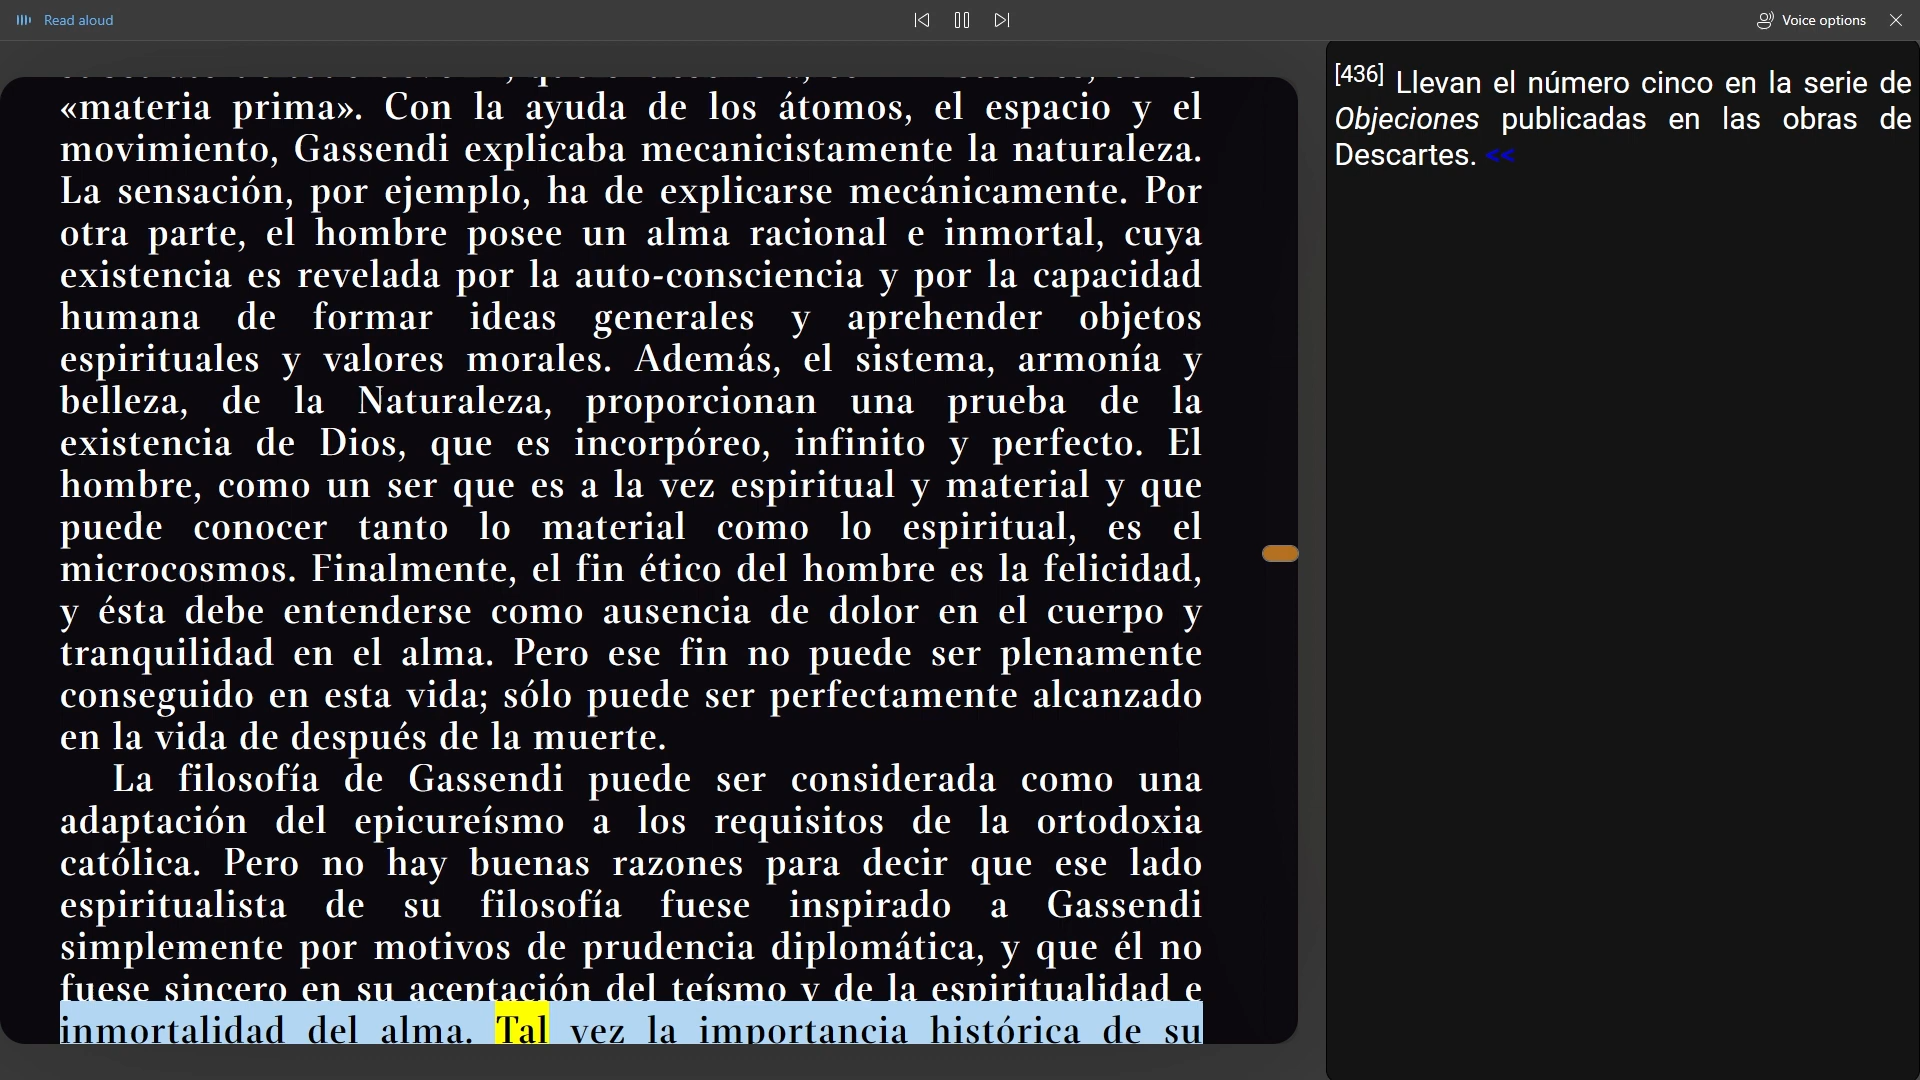 Read aloud
Voice options
«materia prima». Con la ayuda de los átomos, el espacio y el
movimiento, Gassendi explicaba mecanicistamente la naturaleza.
La sensación, por ejemplo, ha de explicarse mecánicamente. Por
otra parte, el hombre posee un alma racional e inmortal, cuya
existencia es revelada por la auto-consciencia y por la capacidad
humana de formar ideas generales y aprehender objetos
espirituales y valores morales. Además, el sistema, armonía y
belleza, de la Naturaleza, proporcionan una prueba de la
existencia de Dios, que es incorpóreo, infinito y perfecto. El
hombre, como un ser que es a la vez espiritual y material y que
puede conocer tanto lo material como lo espiritual, es el
microcosmos. Finalmente, el fin ético del hombre es la felicidad,
y ésta debe entenderse como ausencia de dolor en el cuerpo y
tranquilidad en el alma. Pero ese fin no puede ser plenamente
conseguido en esta vida; sólo puede ser perfectamente alcanzado
en la vida de después de la muerte.
La filosofía de Gassendi puede ser considerada como una
adaptación del epicureísmo a los requisitos de la ortodoxia
católica. Pero no hay buenas razones para decir que ese lado
espiritualista de su filosofía fuese inspirado a Gassendi
simplemente por motivos de prudencia diplomática, y que él no
fuese sincero en su aceptación del teísmo y de la espiritualidad e
inmortalidad del alma. Tal vez la importancia histórica de su
[436] Llevan el número cinco en la serie de
Objeciones publicadas en las obras de
Descartes. <<